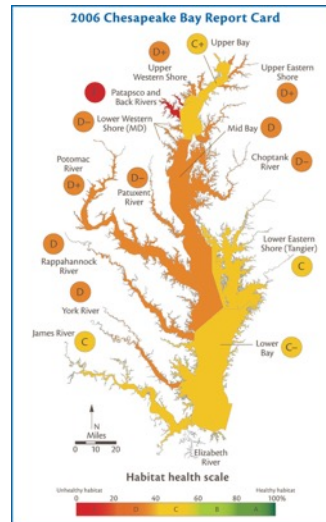 2006 Chesapeake Bay Report Card
C+
Upper Bay
D+
Upper
Western Shore
Upper Eastern
Shore
D+
Patapsco and
Back Rivers
D–
Lower Western
Shore (MD)
Mid Bay
D
Potomac
River
D+
D–
Patuxent
River
Choptank
River
D–
D
Rappahannock
River
Lower Eastern
Shore (Tangier)
C
D
York River
James River
C
C–
Lower
Bay
N
Miles
0 10 20
Elizabeth
River
Habitat health scale
Unhealthy habitat
Healthy habitat
D
C
B
A
0
20
40
60
80
100%